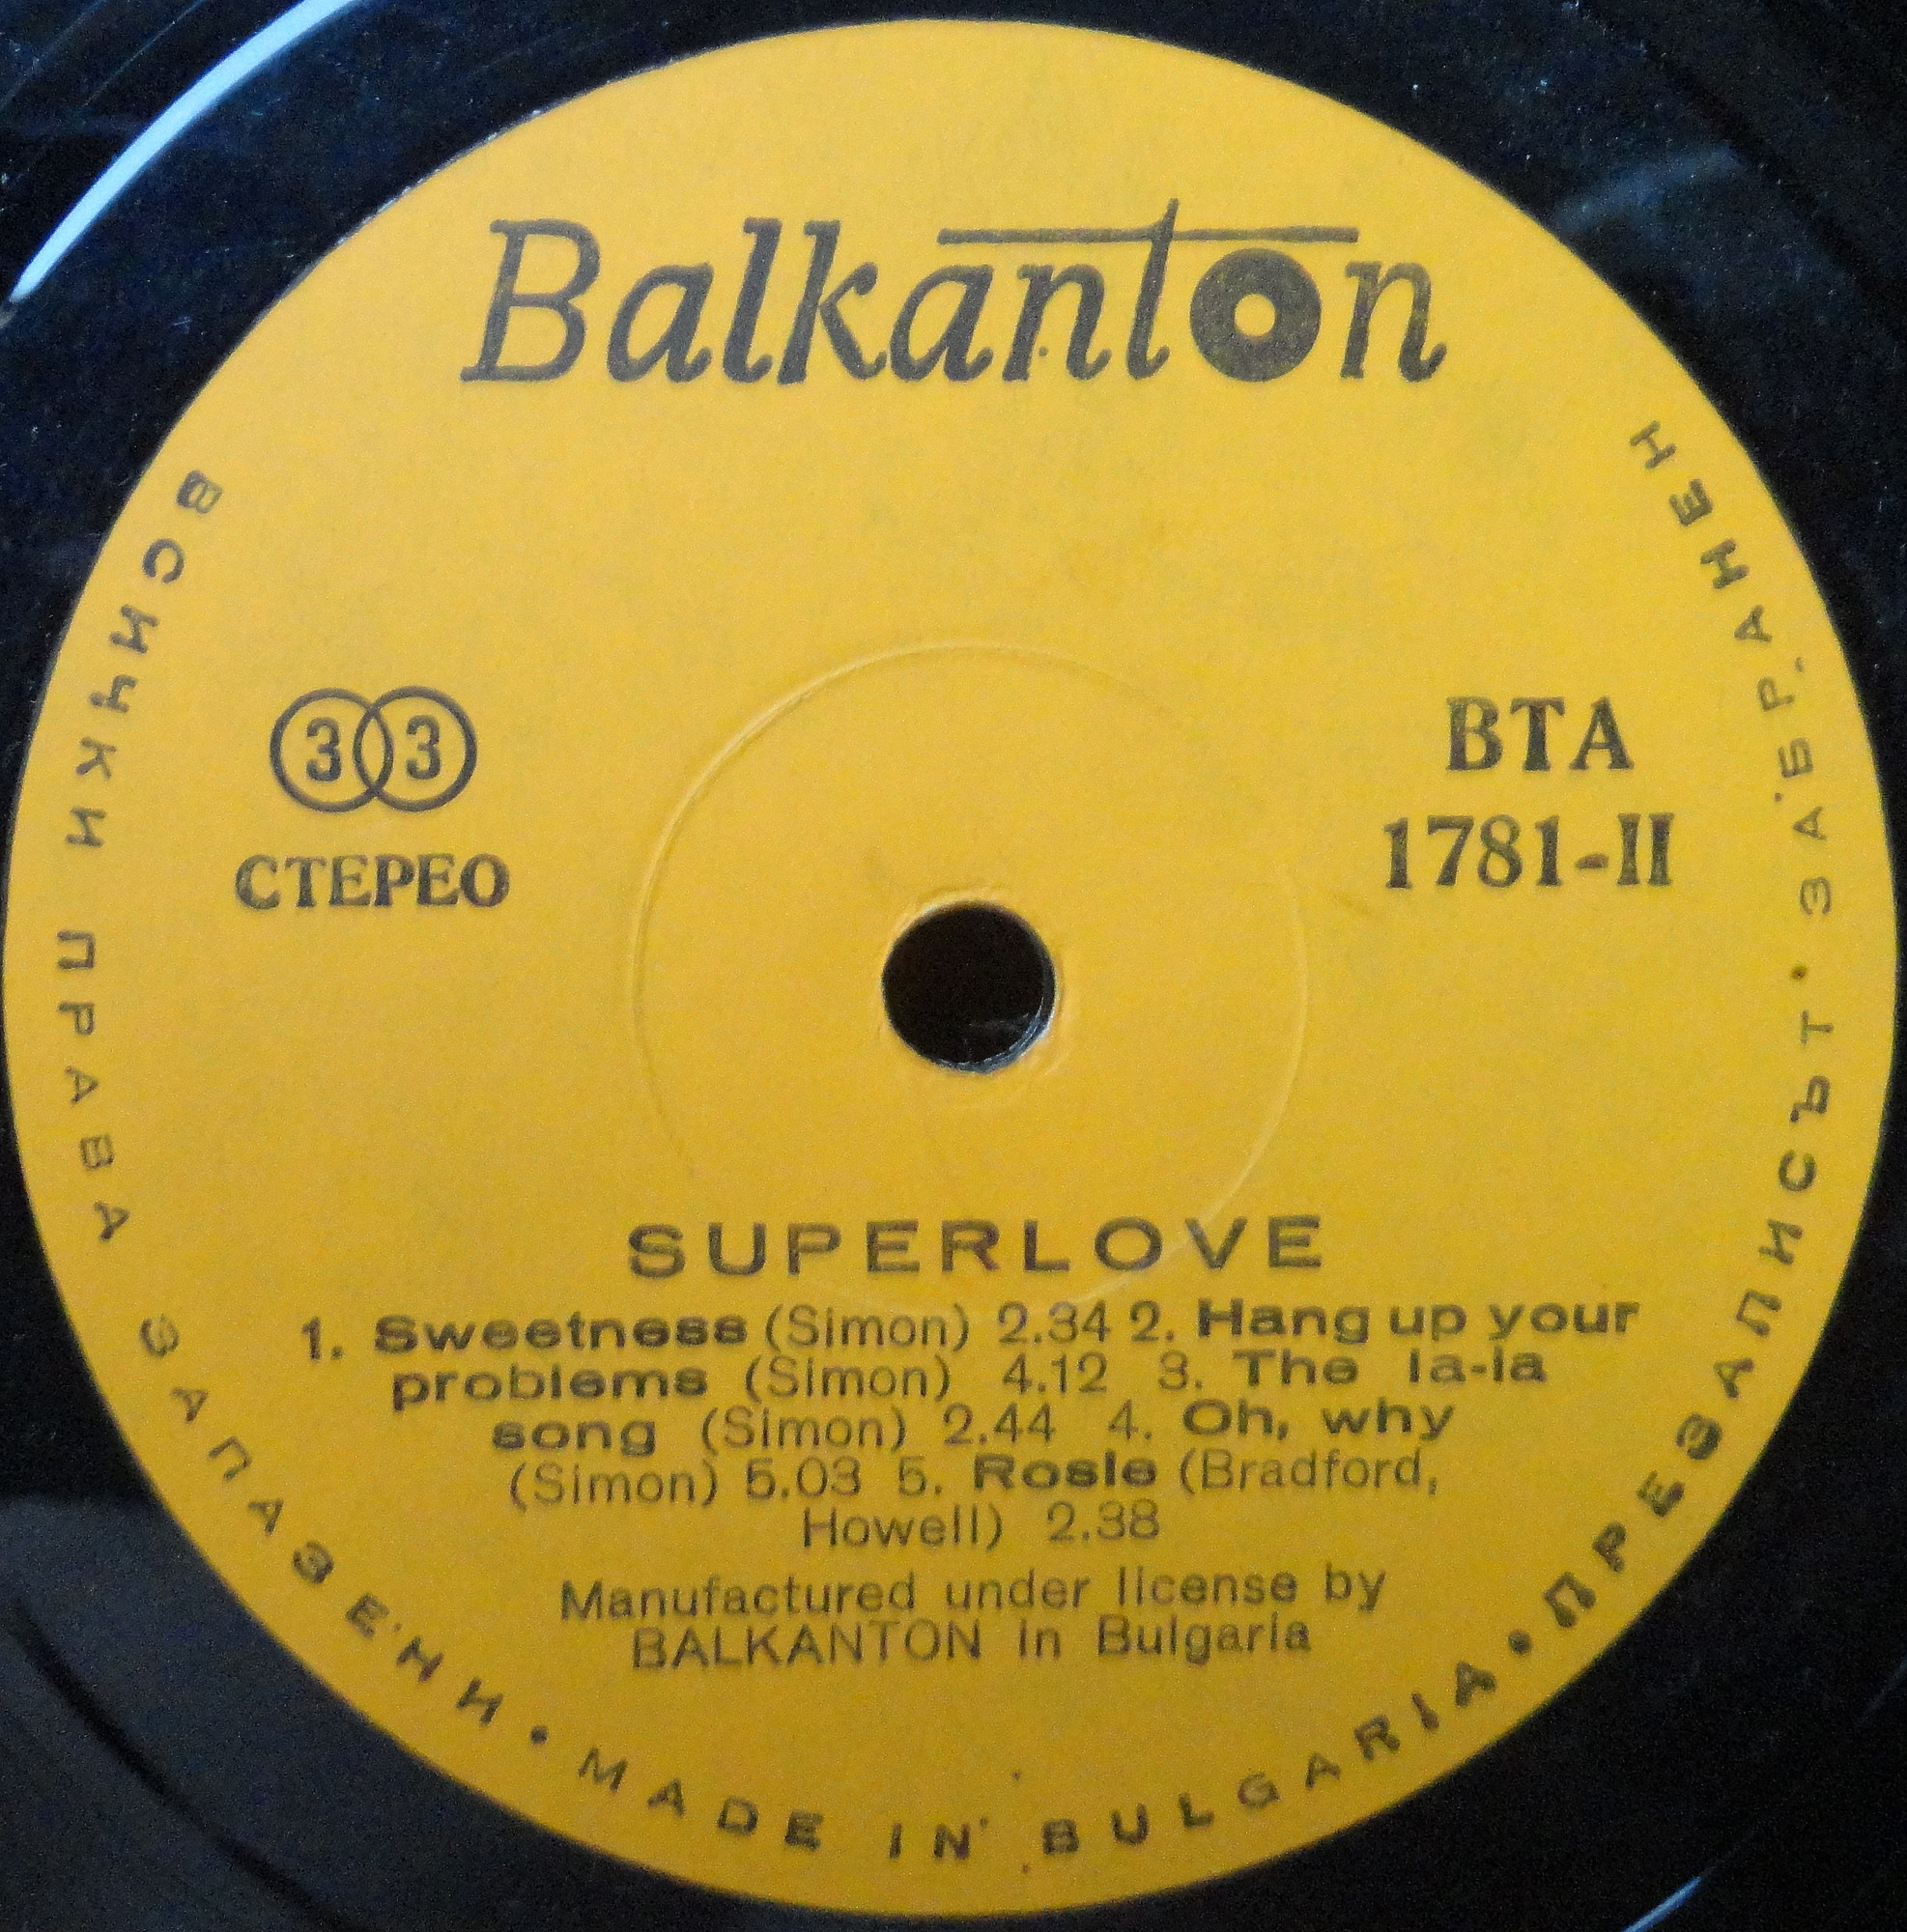 Balkanton
33
СТЕРЕО
ВТА
1781-II
SUPERLOVE
1. Sweetness (Simon) 2.34 2. Hang up your
problems (Simon) 4.12 3. The la-la
song (Simon) 2.44 4. Oh, why
(Simon) 5.03 5. Rosie (Bradford,
Howell) 2.38
Manufactured under license by
BALKANTON in Bulgaria
ВСИЧКИ ПРАВА ЗАПАЗЕНИ • MADE IN BULGARIA • ПРЕЗАПИСЪТ • ЗАБРАНЕН